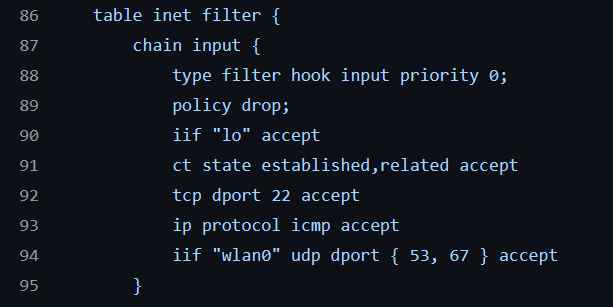 86 table inet filter {
87 chain input {
88 type filter hook input priority 0;
89 policy drop;
90 iif "lo" accept
91 ct state established,related accept
92 tcp dport 22 accept
93 ip protocol icmp accept
94 iif "wlan0" udp dport { 53, 67 } accept
95 }